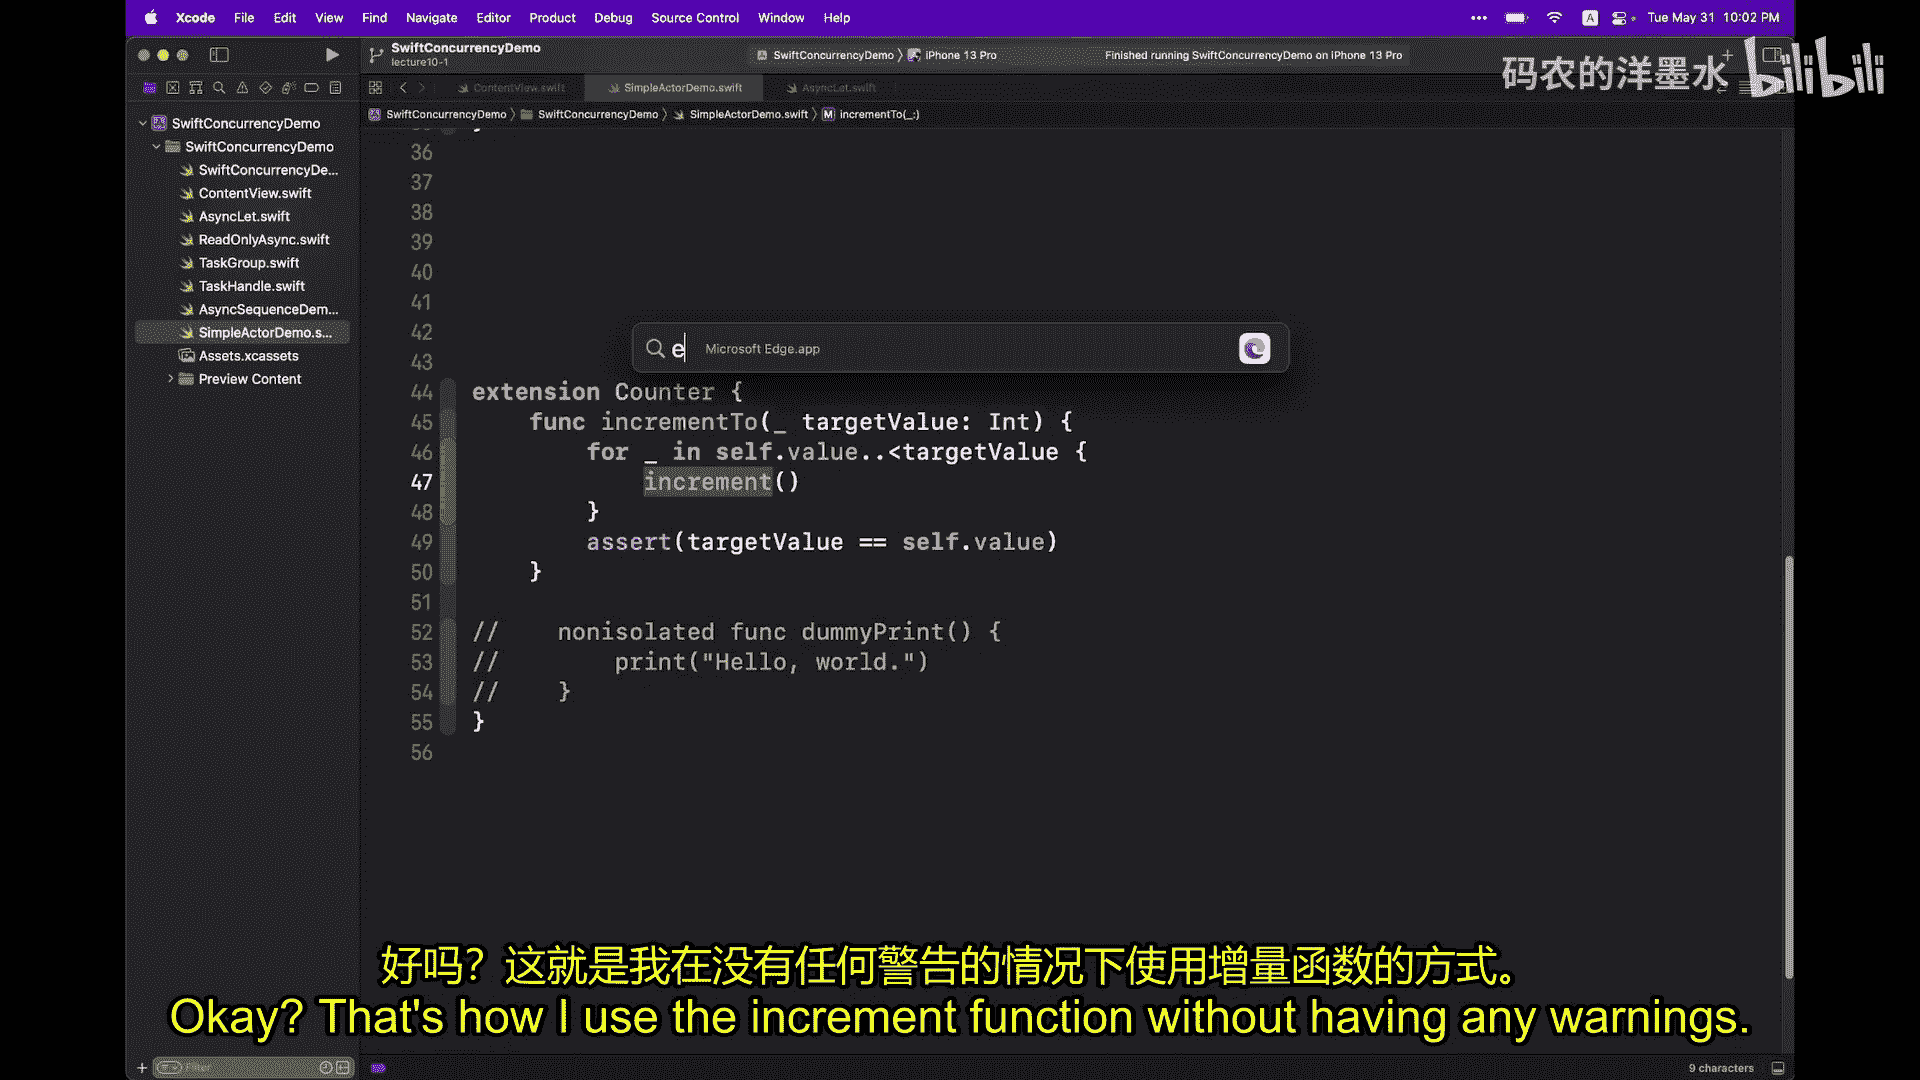 Xcode File Edit View Find Navigate Editor Product Debug Source Control Window Help
A Tue May 31 10:02 PM
SwiftConcurrencyDemo
lecture10-1
SwiftConcurrencyDemo 〉 iPhone 13 Pro
Finished running SwiftConcurrencyDemo on iPhone 13 Pro
码农的洋墨水 bilibili
ContentView.swift SimpleActorDemo.swift AsyncLet.swift
SwiftConcurrencyDemo 〉 SwiftConcurrencyDemo 〉 SimpleActorDemo.swift 〉 M incrementTo(_:)
SwiftConcurrencyDemo
SwiftConcurrencyDemo
SwiftConcurrencyDe...
ContentView.swift
AsyncLet.swift
ReadOnlyAsync.swift
TaskGroup.swift
TaskHandle.swift
AsyncSequenceDem...
SimpleActorDemo.s...
Assets.xcassets
Preview Content
36
37
38
39
40
41
42
43
e Microsoft Edge.app
44 extension Counter {
45 func incrementTo(_ targetValue: Int) {
46 for _ in self.value..<targetValue {
47 increment()
48 }
49 assert(targetValue == self.value)
50 }
51
52 // nonisolated func dummyPrint() {
53 // print("Hello, world.")
54 // }
55 }
56
好吗？这就是我在没有任何警告的情况下使用增量函数的方式。
Okay? That's how I use the increment function without having any warnings.
Filter
9 characters